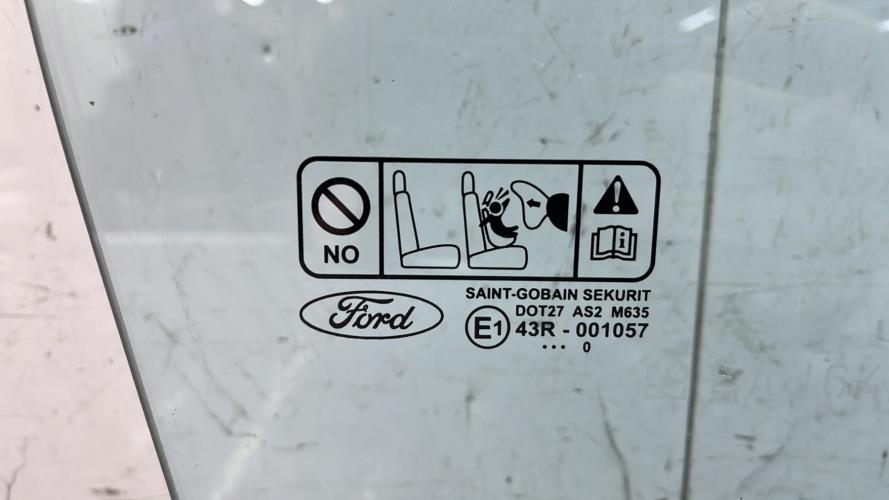 NO
Ford
SAINT-GOBAIN SEKURIT
DOT27 AS2 M635
E1 43R - 001057
... 0